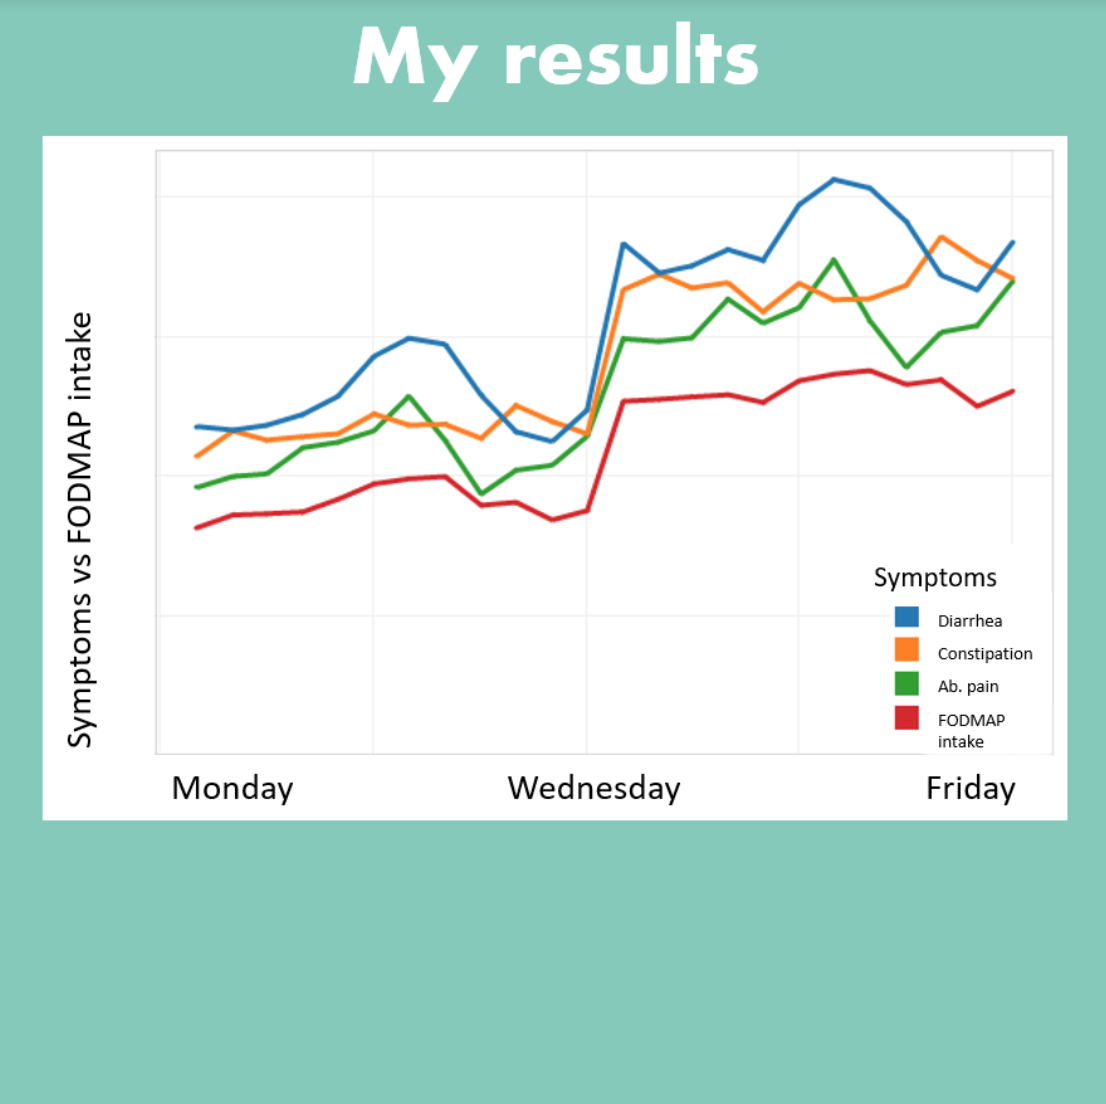 My results
Symptoms vs FODMAP intake
Symptoms
Diarrhea
Constipation
Ab. pain
FODMAP
intake
Monday
Wednesday
Friday